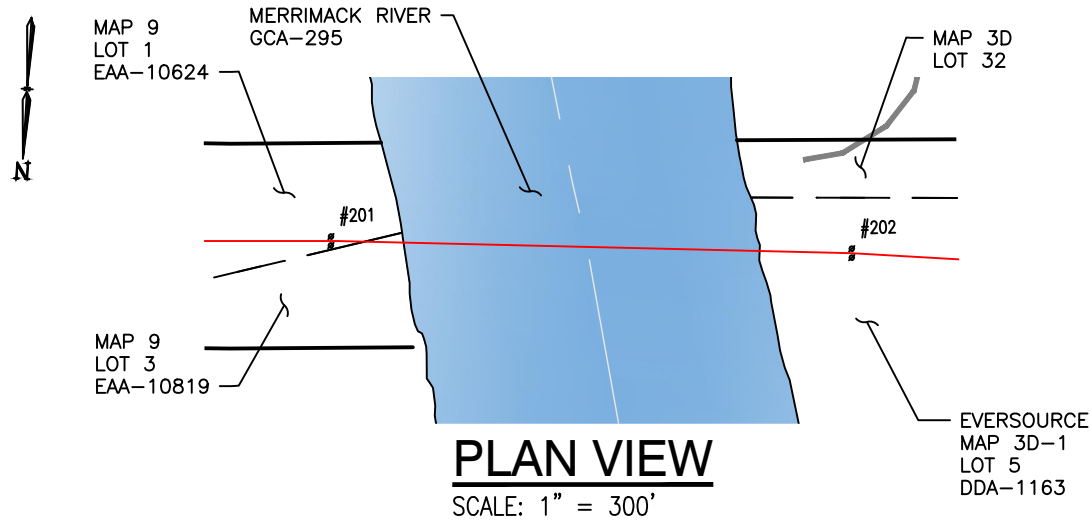 MAP 9
LOT 1
EAA-10624
MERRIMACK RIVER
GCA-295
MAP 3D
LOT 32
N
#201
#202
MAP 9
LOT 3
EAA-10819
EVERSOURCE
MAP 3D-1
LOT 5
DDA-1163
PLAN VIEW
SCALE: 1" = 300'